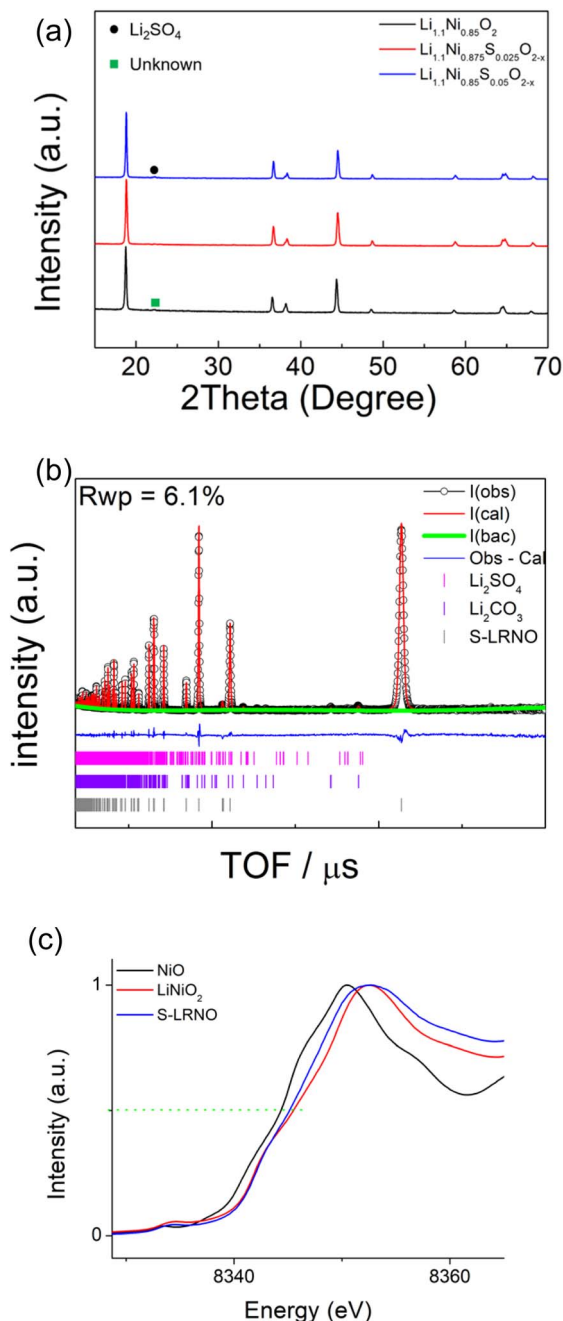 (a)
Li₂SO₄
Unknown
Li₁.₁Ni₀.₈₅O₂
Li₁.₁Ni₀.₈₇₅S₀.₀₂₅O₂₋ₓ
Li₁.₁Ni₀.₈₅S₀.₀₅O₂₋ₓ
Intensity (a.u.)
20 30 40 50 60 70
2Theta (Degree)
(b)
Rwp = 6.1%
I(obs)
I(cal)
I(bac)
Obs - Cal
Li₂SO₄
Li₂CO₃
S-LRNO
intensity (a.u.)
TOF / μs
(c)
NiO
LiNiO₂
S-LRNO
1
0
Intensity (a.u.)
8340 8360
Energy (eV)